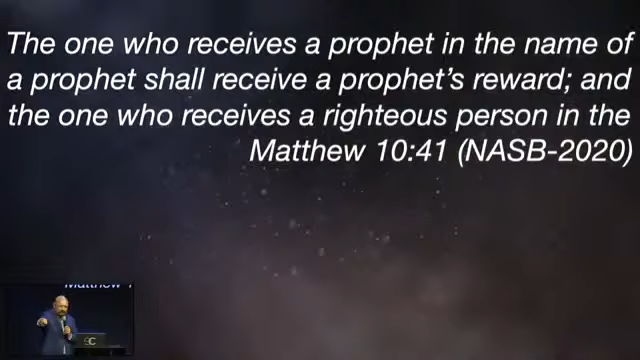 The one who receives a prophet in the name of
a prophet shall receive a prophet’s reward; and
the one who receives a righteous person in the
Matthew 10:41 (NASB-2020)